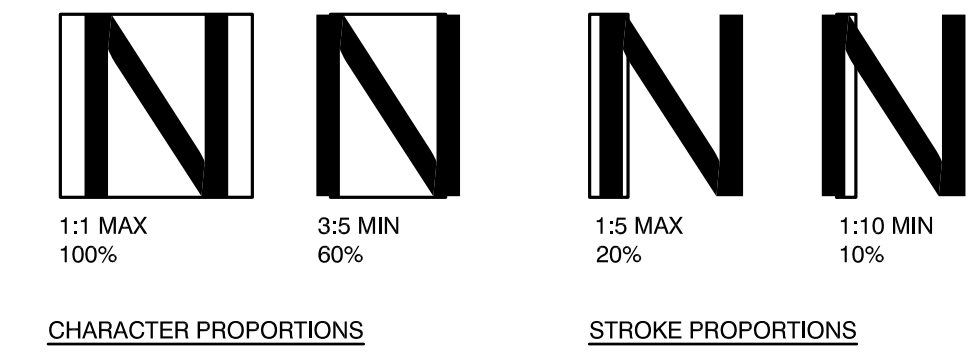 N
N
N
N
1:1 MAX
100%
3:5 MIN
60%
1:5 MAX
20%
1:10 MIN
10%
CHARACTER PROPORTIONS
STROKE PROPORTIONS